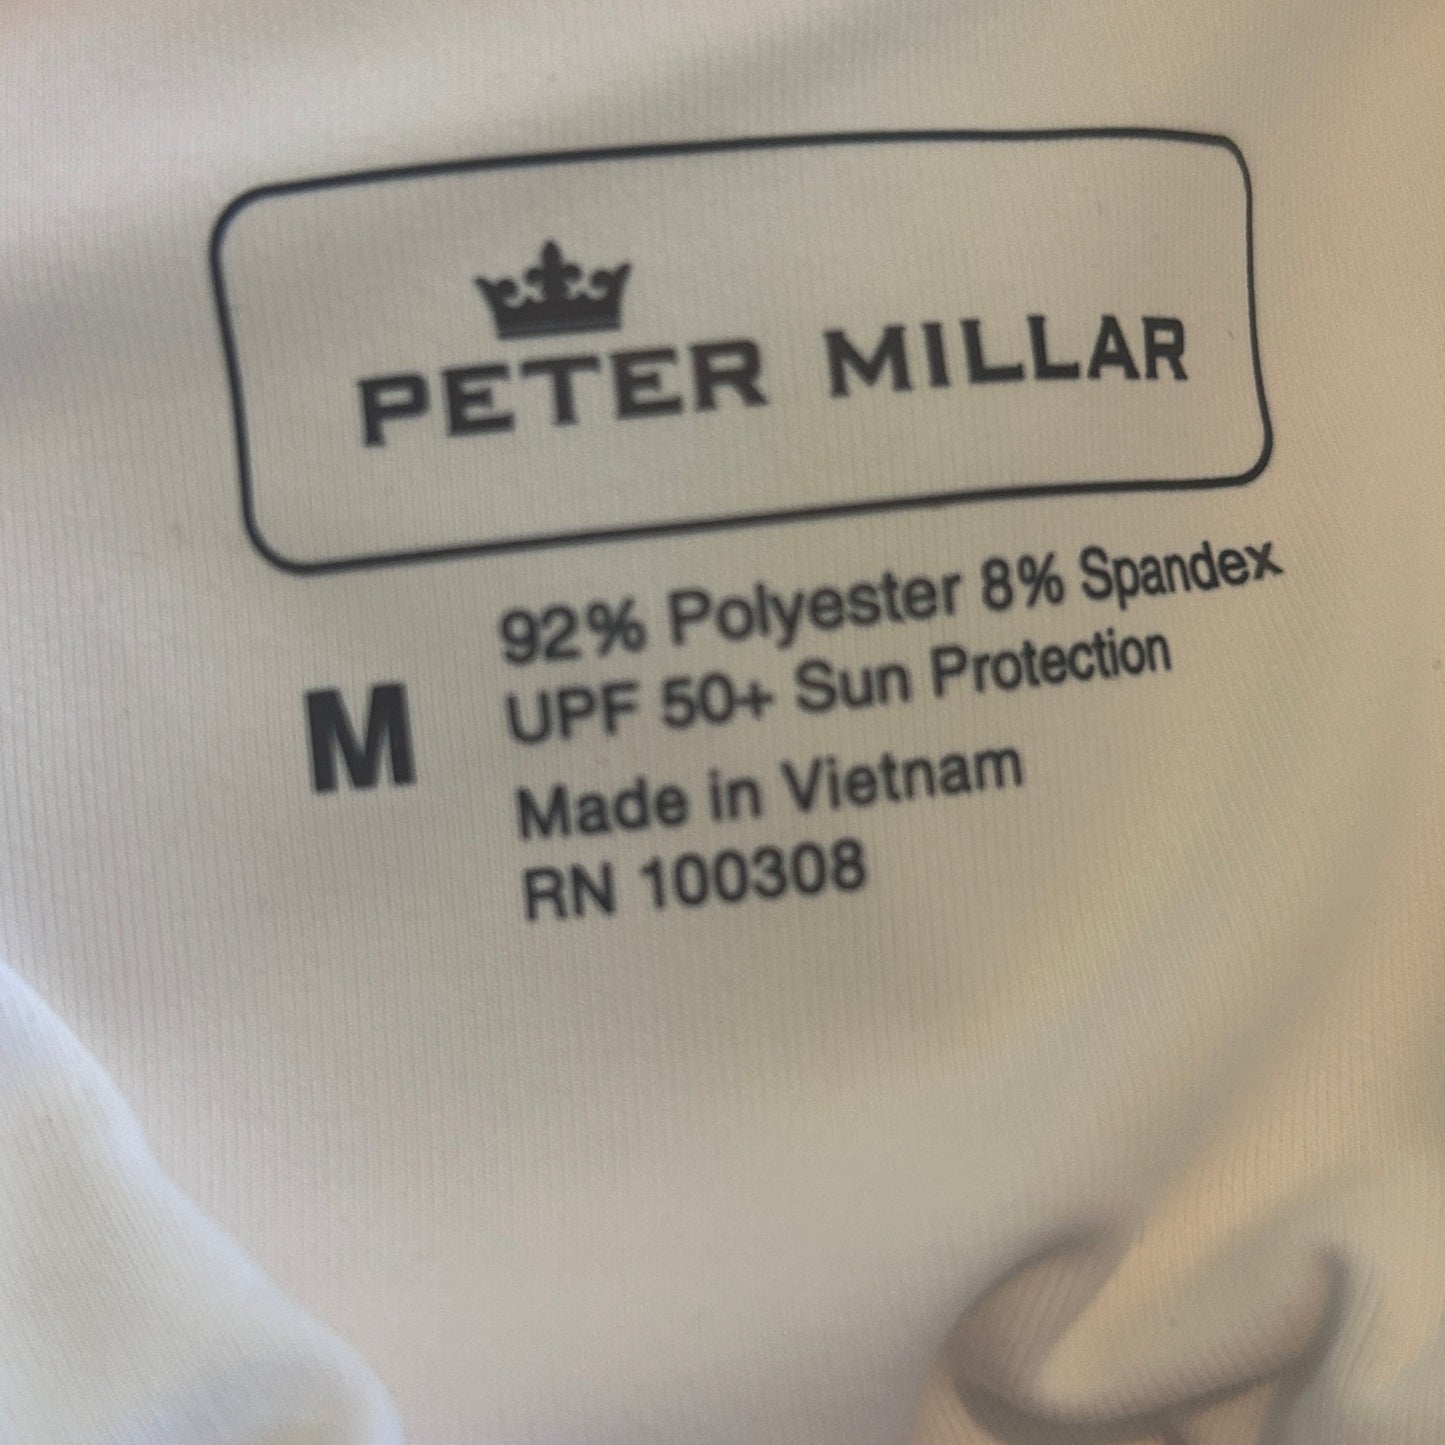 PETER MILLAR
92% Polyester 8% Spandex
UPF 50+ Sun Protection
M
Made in Vietnam
RN 100308